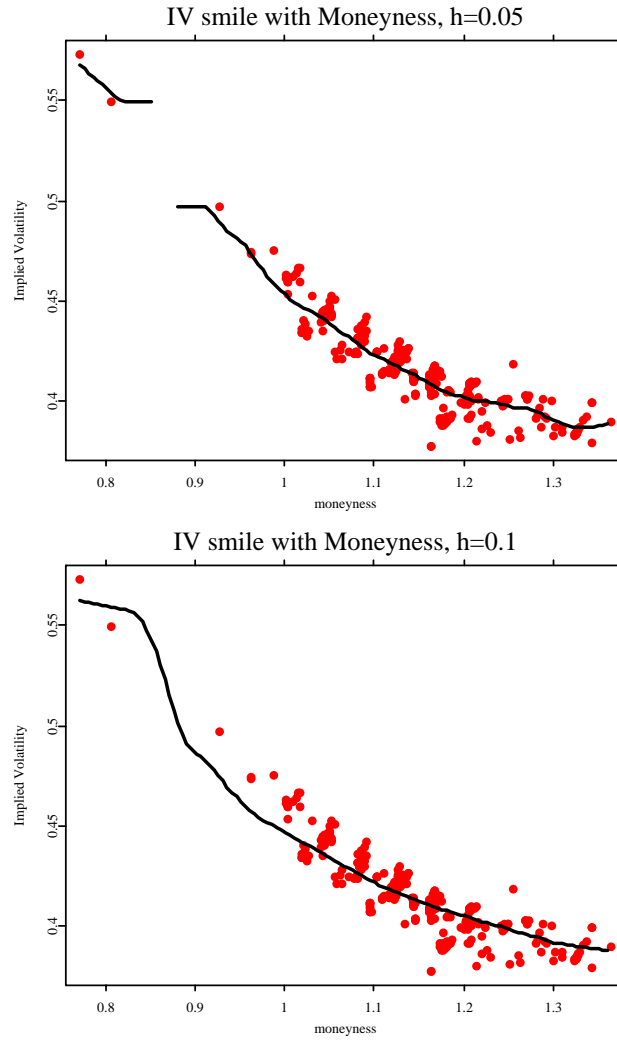 IV smile with Moneyness, h=0.05
Implied Volatility
0.55
0.5
0.45
0.4
0.8 0.9 1 1.1 1.2 1.3
moneyness
IV smile with Moneyness, h=0.1
Implied Volatility
0.55
0.5
0.45
0.4
0.8 0.9 1 1.1 1.2 1.3
moneyness